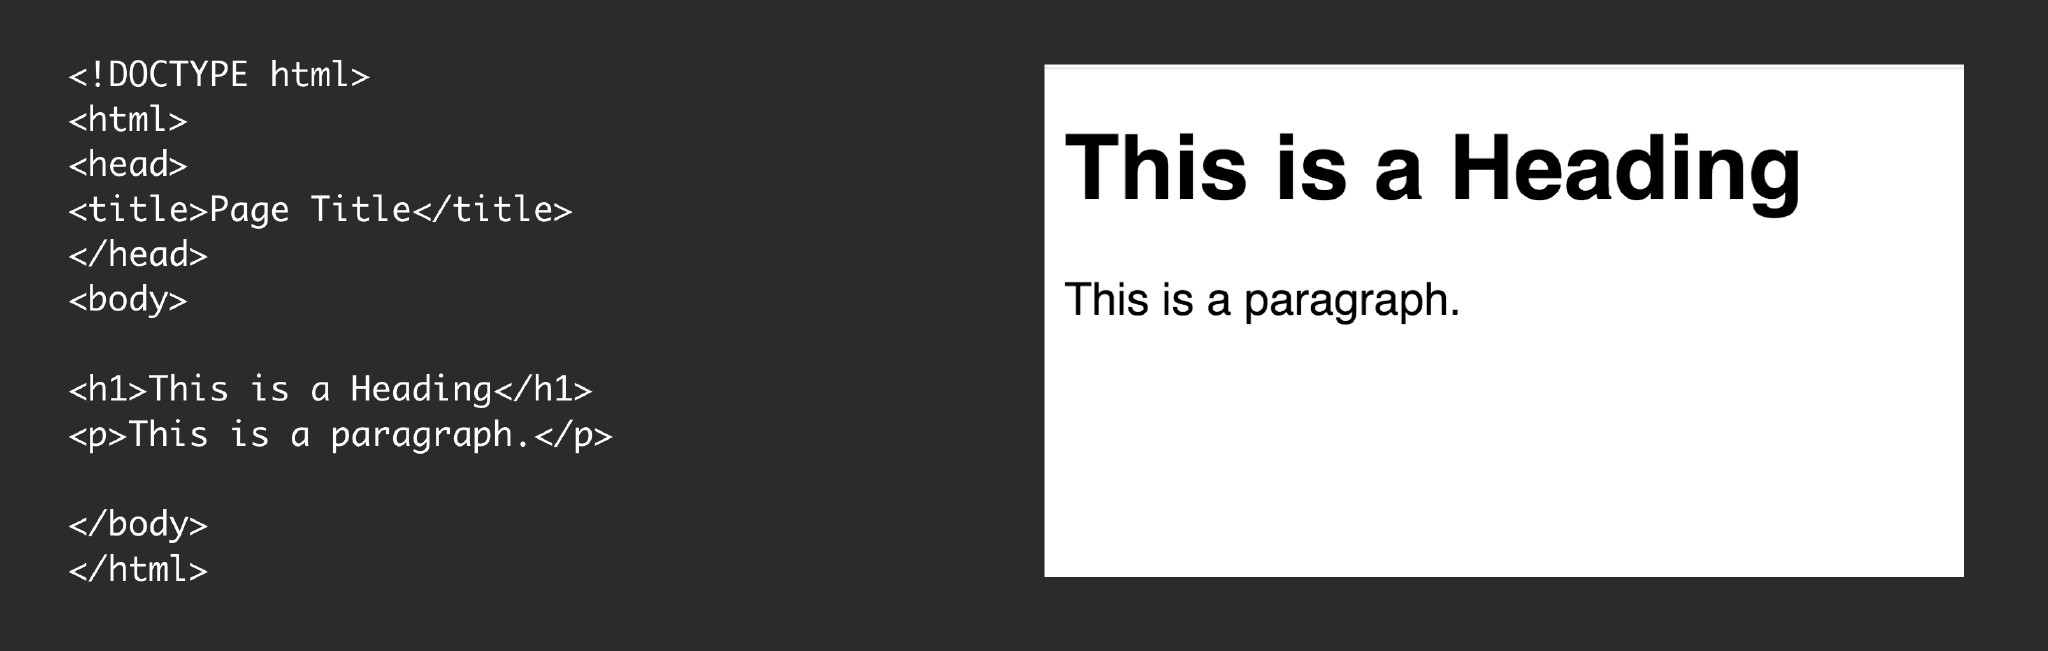 <!DOCTYPE html>
<html>
<head>
<title>Page Title</title>
</head>
<body>
<h1>This is a Heading</h1>
<p>This is a paragraph.</p>
</body>
</html>
This is a Heading
This is a paragraph.